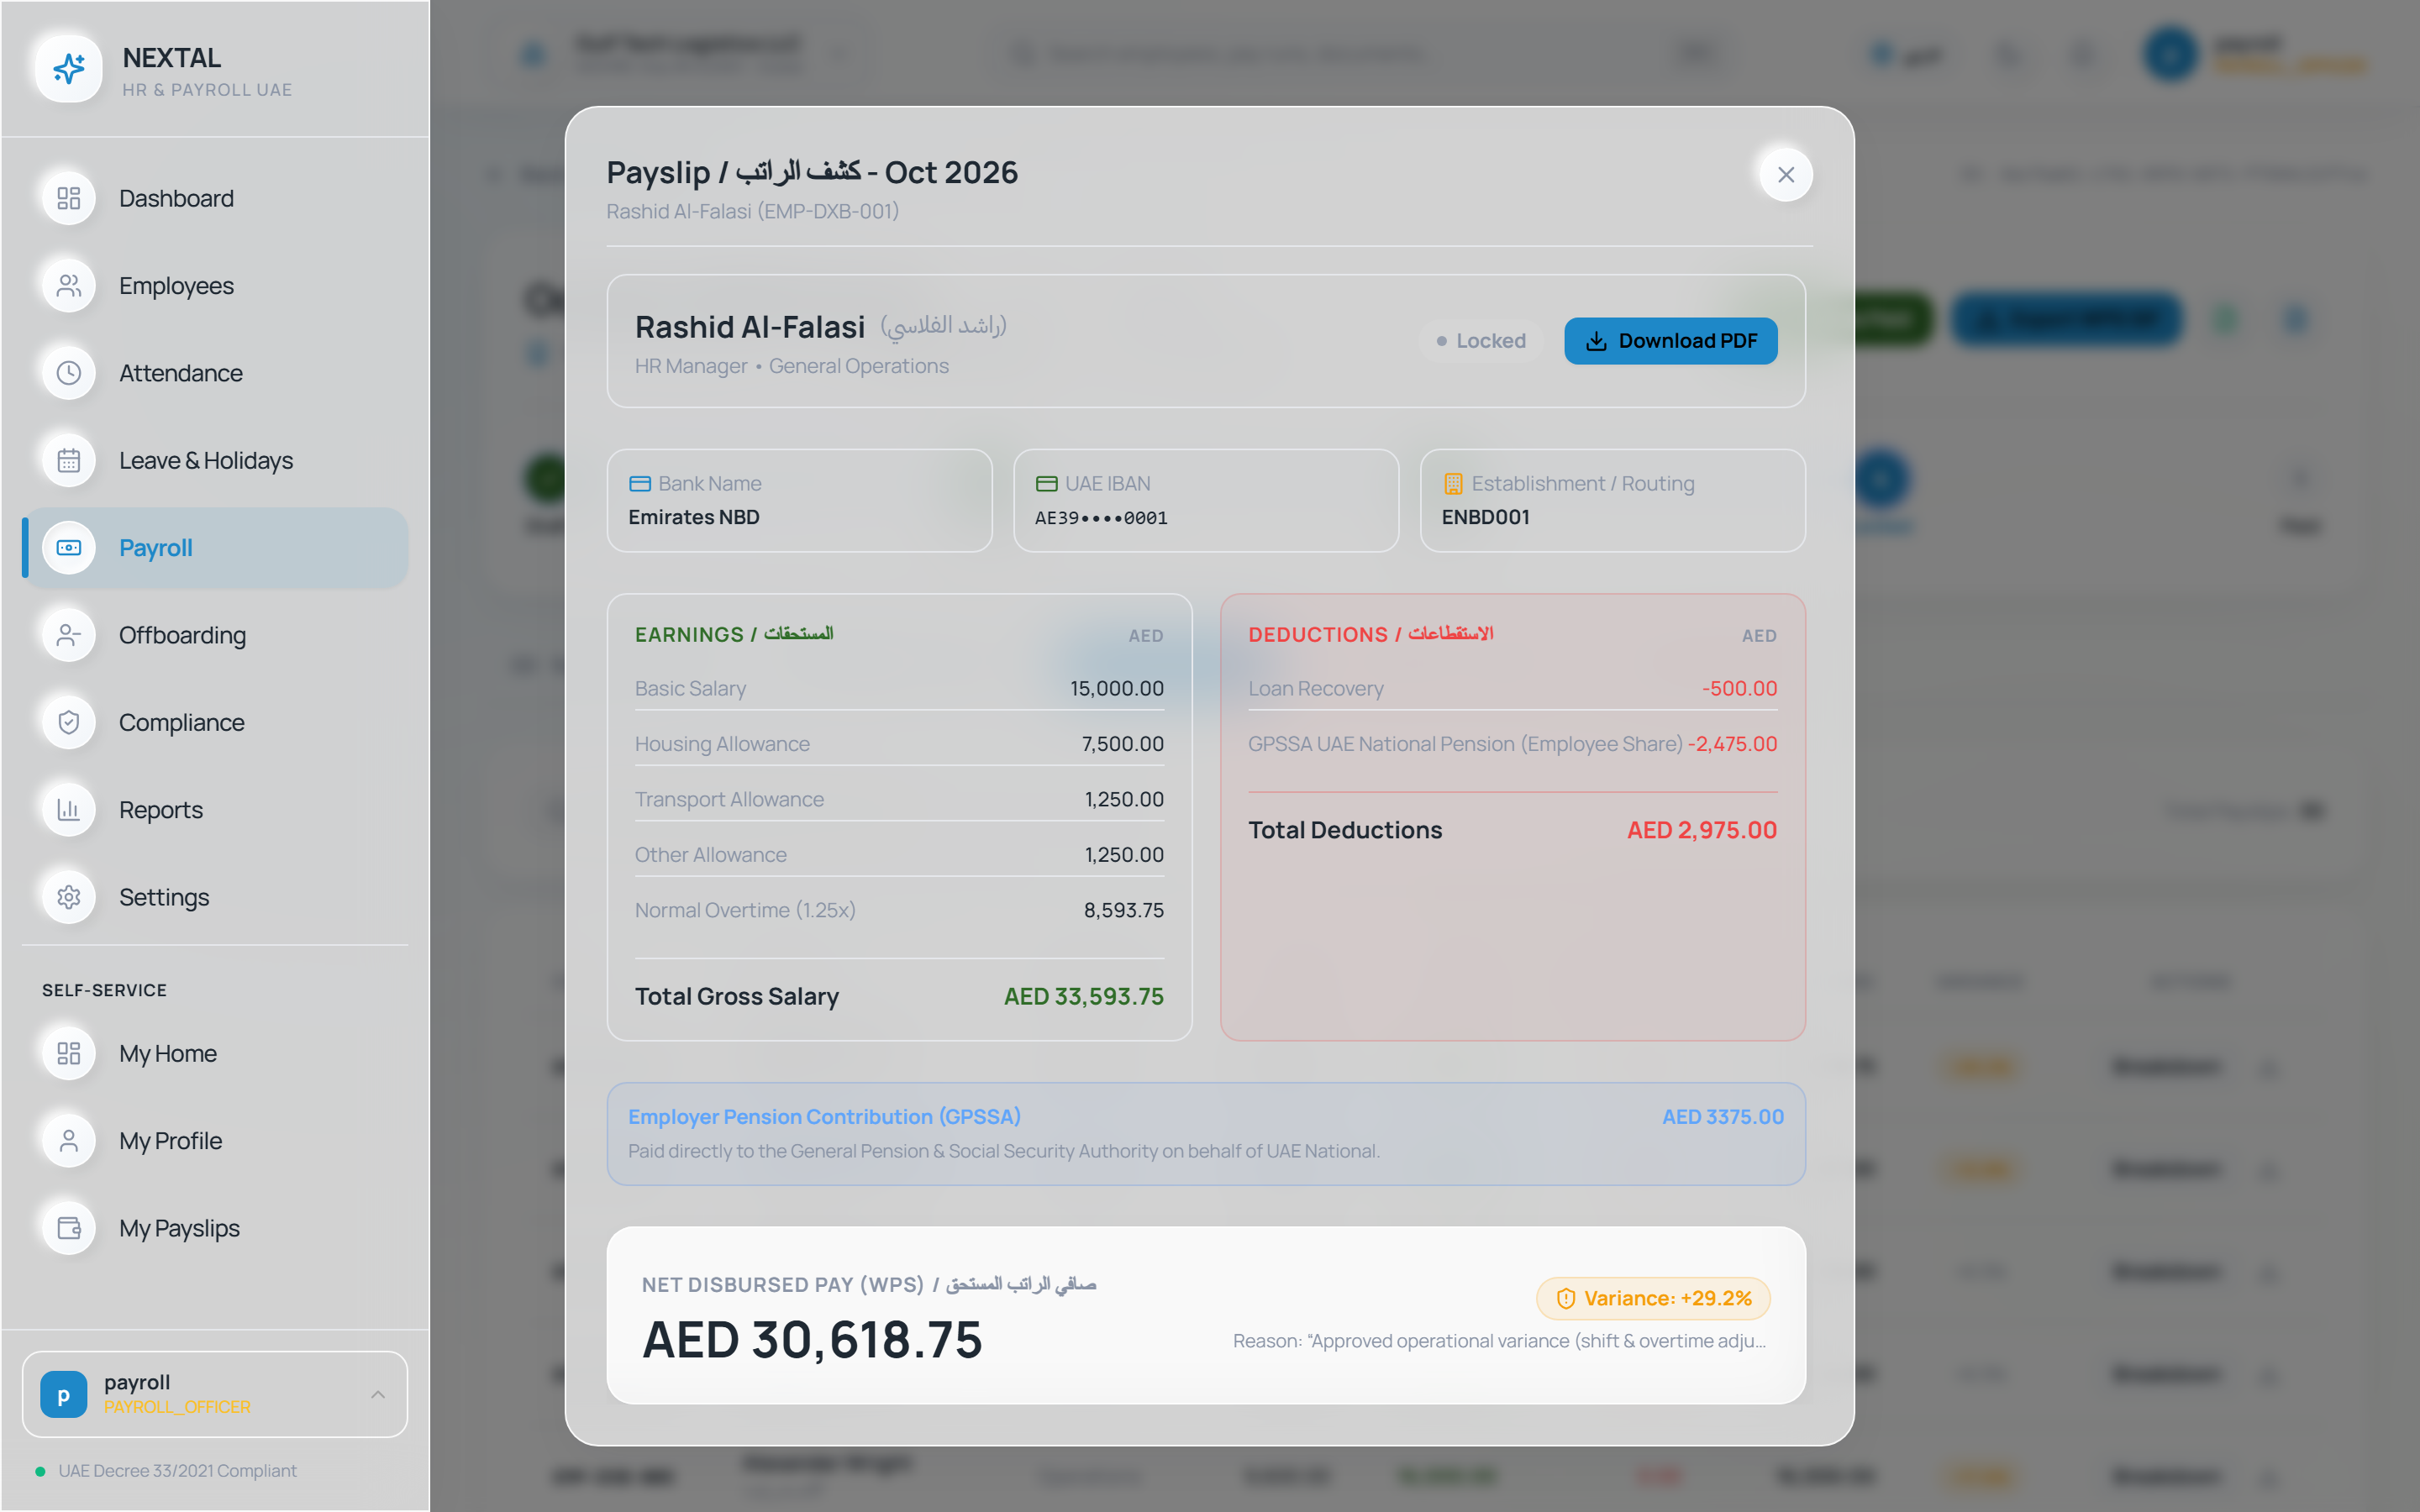 NEXTAL
HR & PAYROLL UAE
Dashboard
Employees
Attendance
Leave & Holidays
Payroll
Offboarding
Compliance
Reports
Settings
SELF-SERVICE
My Home
My Profile
My Payslips
p
payroll
PAYROLL_OFFICER
UAE Decree 33/2021 Compliant
Payslip / كشف الراتب - Oct 2026
Rashid Al-Falasi (EMP-DXB-001)
Rashid Al-Falasi (راشد الفلاسي)
HR Manager • General Operations
Locked
Download PDF
Bank Name
Emirates NBD
UAE IBAN
AE39••••0001
Establishment / Routing
ENBD001
EARNINGS / المستحقات AED
Basic Salary 15,000.00
Housing Allowance 7,500.00
Transport Allowance 1,250.00
Other Allowance 1,250.00
Normal Overtime (1.25x) 8,593.75
Total Gross Salary AED 33,593.75
DEDUCTIONS / الاستقطاعات AED
Loan Recovery -500.00
GPSSA UAE National Pension (Employee Share) -2,475.00
Total Deductions AED 2,975.00
Employer Pension Contribution (GPSSA) AED 3375.00
Paid directly to the General Pension & Social Security Authority on behalf of UAE National.
NET DISBURSED PAY (WPS) / صافي الراتب المستحق
AED 30,618.75
Variance: +29.2%
Reason: “Approved operational variance (shift & overtime adju...